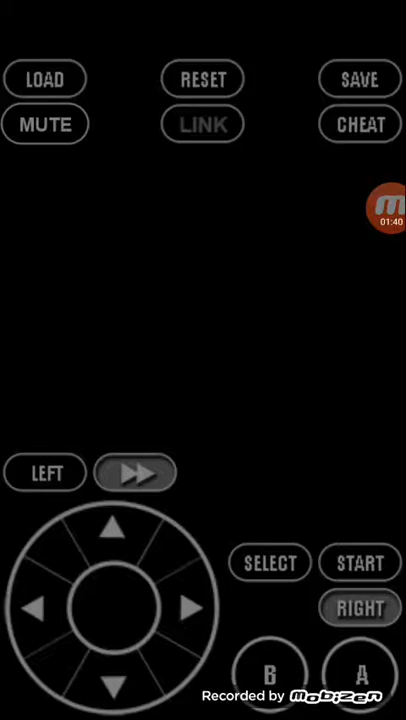 LOAD RESET SAVE
MUTE LINK CHEAT
01:40
LEFT
SELECT START
RIGHT
B A
Recorded by mobizen